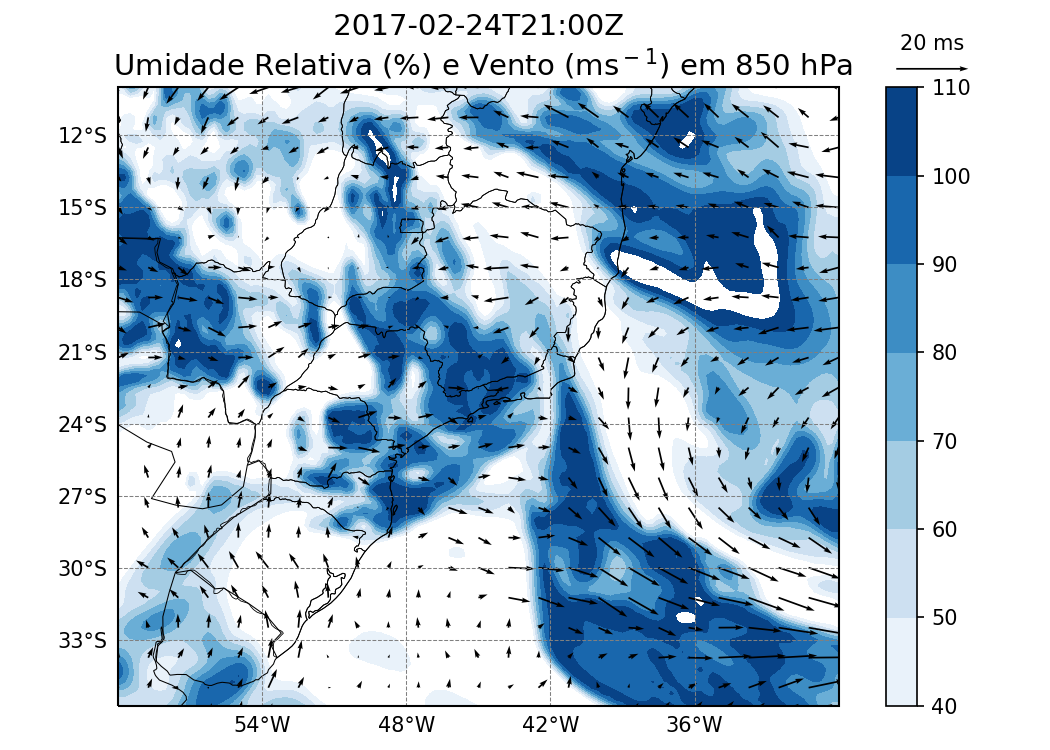 2017-02-24T21:00Z
Umidade Relativa (%) e Vento (ms⁻¹) em 850 hPa
20 ms
12°S
15°S
18°S
21°S
24°S
27°S
30°S
33°S
54°W
48°W
42°W
36°W
110
100
90
80
70
60
50
40